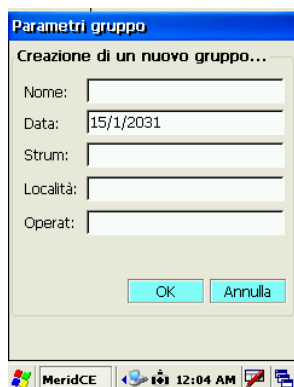 Parametri gruppo
Creazione di un nuovo gruppo...
Nome:
Data: 15/1/2031
Strum:
Località:
Operat:
OK Annulla
MeridCE 12:04 AM